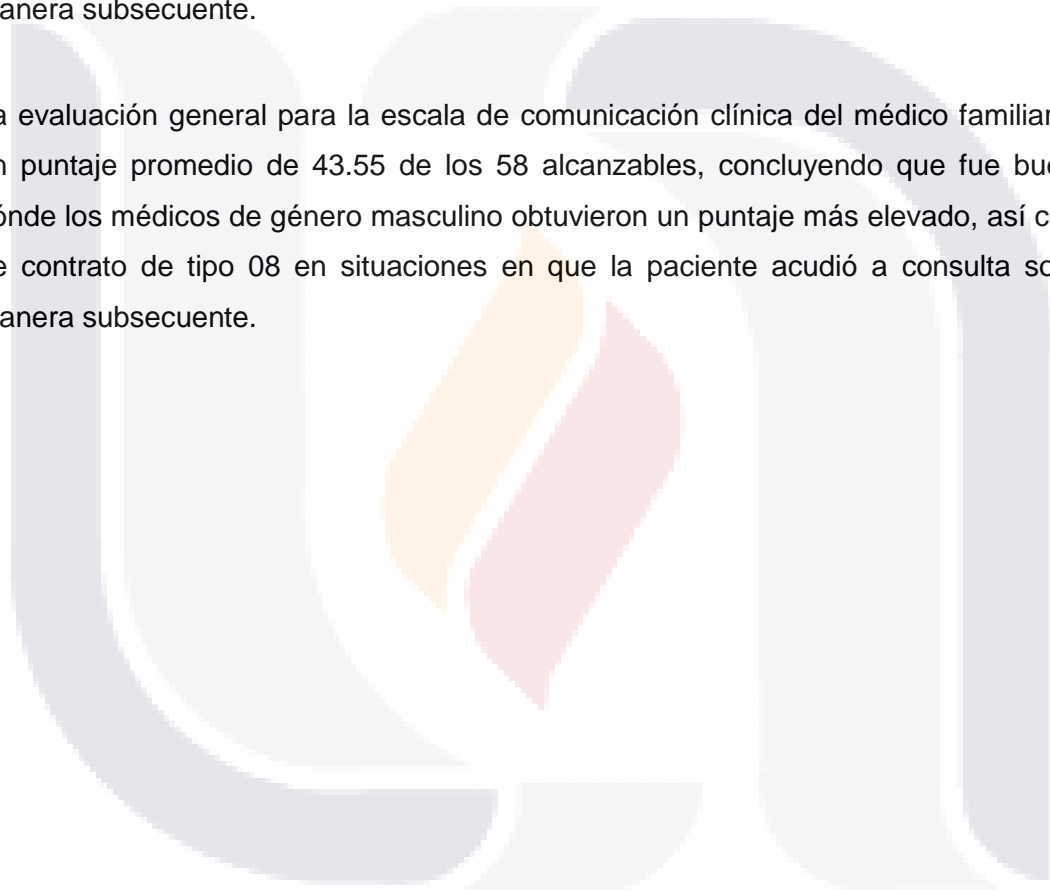 anera subsecuente.
a evaluación general para la escala de comunicación clínica del médico familiar
n puntaje promedio de 43.55 de los 58 alcanzables, concluyendo que fue bue
ónde los médicos de género masculino obtuvieron un puntaje más elevado, así c
e contrato de tipo 08 en situaciones en que la paciente acudió a consulta so
anera subsecuente.